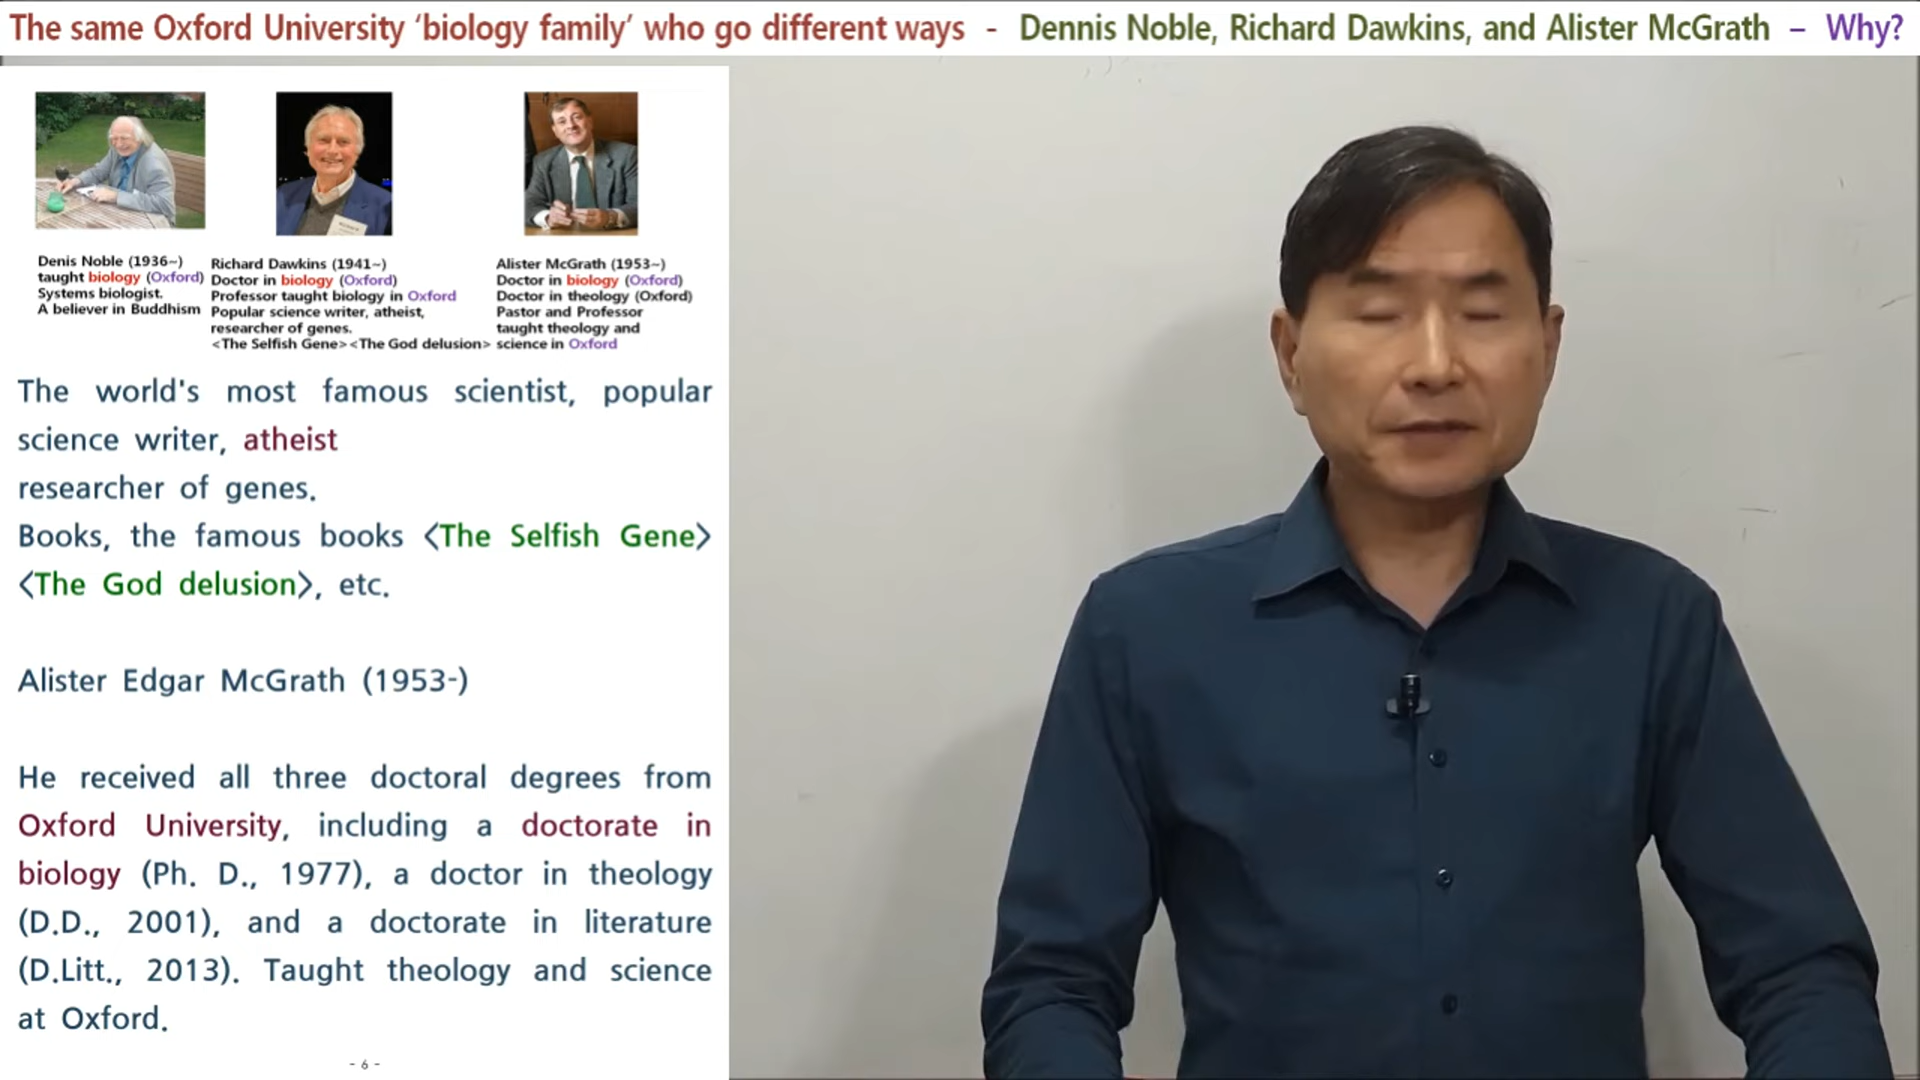 The same Oxford University ‘biology family’ who go different ways - Dennis Noble, Richard Dawkins, and Alister McGrath – Why?
Denis Noble (1936~)
taught biology (Oxford)
Systems biologist.
A believer in Buddhism
Richard Dawkins (1941~)
Doctor in biology (Oxford)
Professor taught biology in Oxford
Popular science writer, atheist,
researcher of genes.
<The Selfish Gene><The God delusion>
Alister McGrath (1953~)
Doctor in biology (Oxford)
Doctor in theology (Oxford)
Pastor and Professor
taught theology and
science in Oxford
The world's most famous scientist, popular
science writer, atheist
researcher of genes.
Books, the famous books <The Selfish Gene>
<The God delusion>, etc.
Alister Edgar McGrath (1953-)
He received all three doctoral degrees from
Oxford University, including a doctorate in
biology (Ph. D., 1977), a doctor in theology
(D.D., 2001), and a doctorate in literature
(D.Litt., 2013). Taught theology and science
at Oxford.
- 6 -